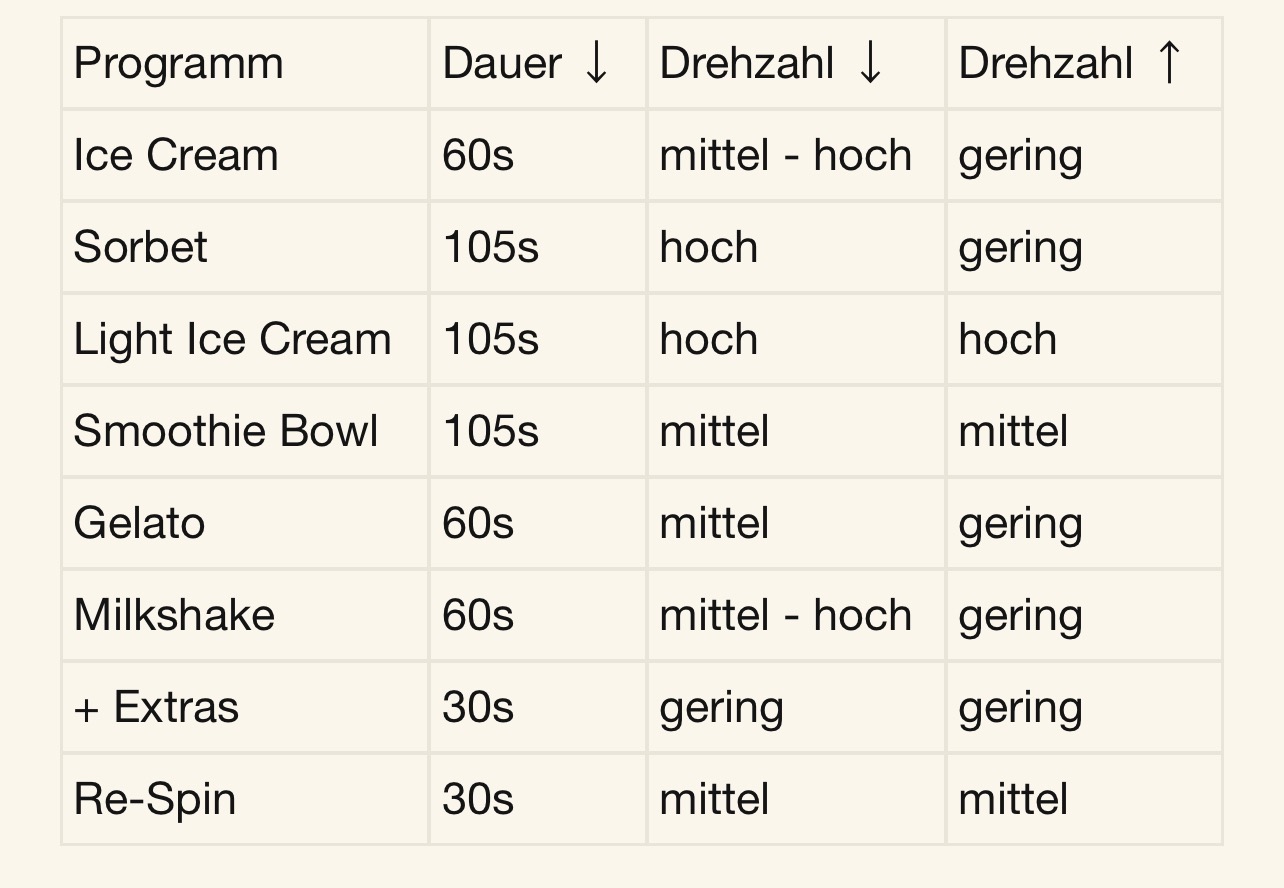 Programm Dauer ↓ Drehzahl ↓ Drehzahl ↑
Ice Cream 60s mittel - hoch gering
Sorbet 105s hoch gering
Light Ice Cream 105s hoch hoch
Smoothie Bowl 105s mittel mittel
Gelato 60s mittel gering
Milkshake 60s mittel - hoch gering
+ Extras 30s gering gering
Re-Spin 30s mittel mittel